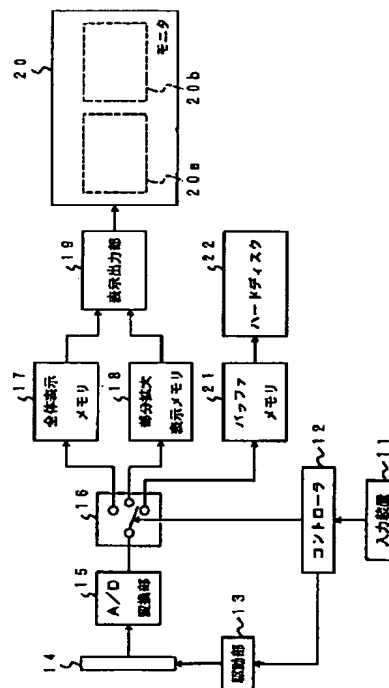 20
モニタ
20a
20b
19
表示出力部
17
全体表示
メモリ
18
部分拡大
表示メモリ
22
ハードディスク
21
バッファ
メモリ
16
15
A/D
変換部
14
12
コントローラ
13
駆動部
11
入力装置